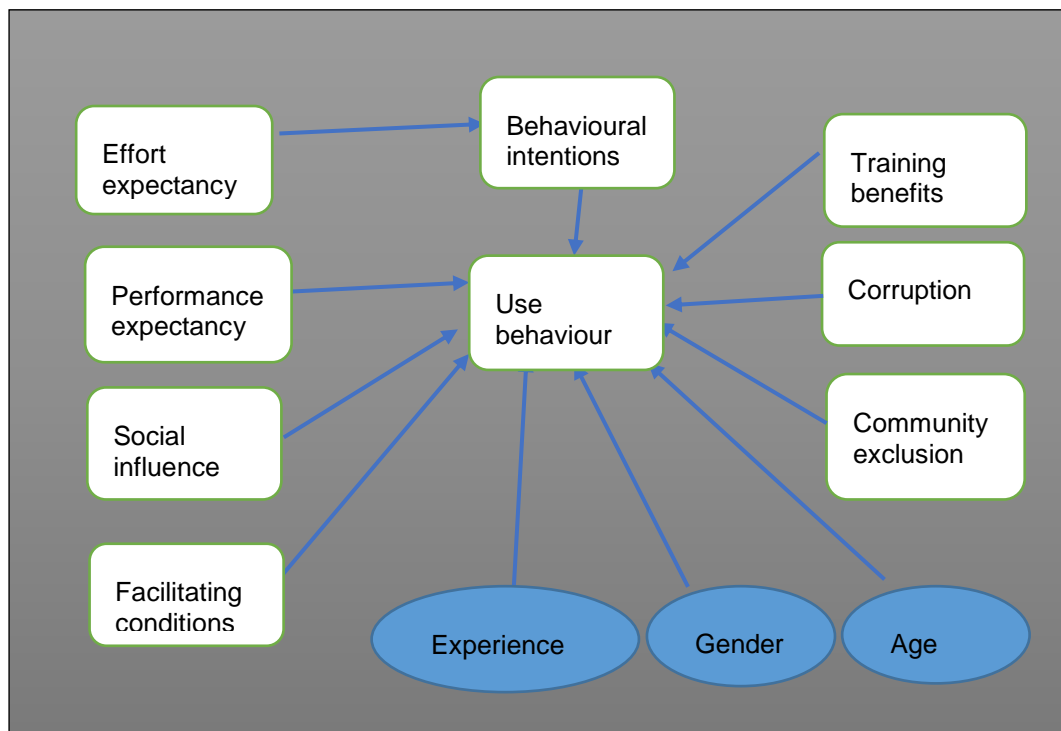 Effort
expectancy
Behavioural
intentions
Training
benefits
Performance
expectancy
Use
behaviour
Corruption
Social
influence
Community
exclusion
Facilitating
conditions
Experience
Gender
Age